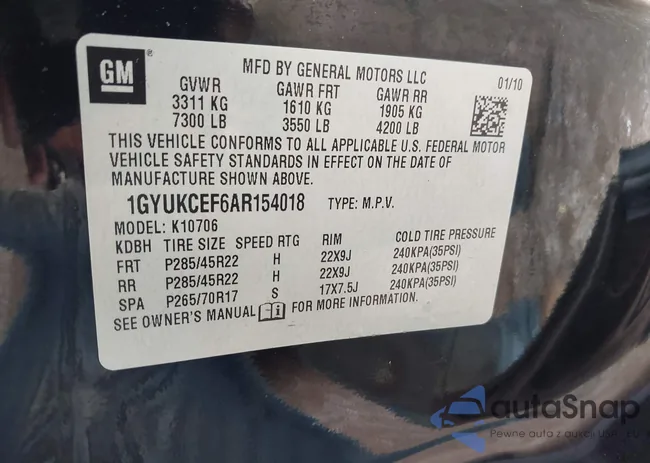 GM ®
MFD BY GENERAL MOTORS LLC
01/10
GVWR GAWR FRT GAWR RR
3311 KG 1610 KG 1905 KG
7300 LB 3550 LB 4200 LB
THIS VEHICLE CONFORMS TO ALL APPLICABLE U.S. FEDERAL MOTOR
VEHICLE SAFETY STANDARDS IN EFFECT ON THE DATE OF
MANUFACTURE SHOWN ABOVE.
1GYUKCEF6AR154018 TYPE: M.P.V.
MODEL: K10706
KDBH TIRE SIZE SPEED RTG RIM COLD TIRE PRESSURE
FRT P285/45R22 H 22X9J 240KPA(35PSI)
RR P285/45R22 H 22X9J 240KPA(35PSI)
SPA P265/70R17 S 17X7.5J 240KPA(35PSI)
SEE OWNER'S MANUAL FOR MORE INFORMATION.
autaSnap
Pewne auta z aukcji